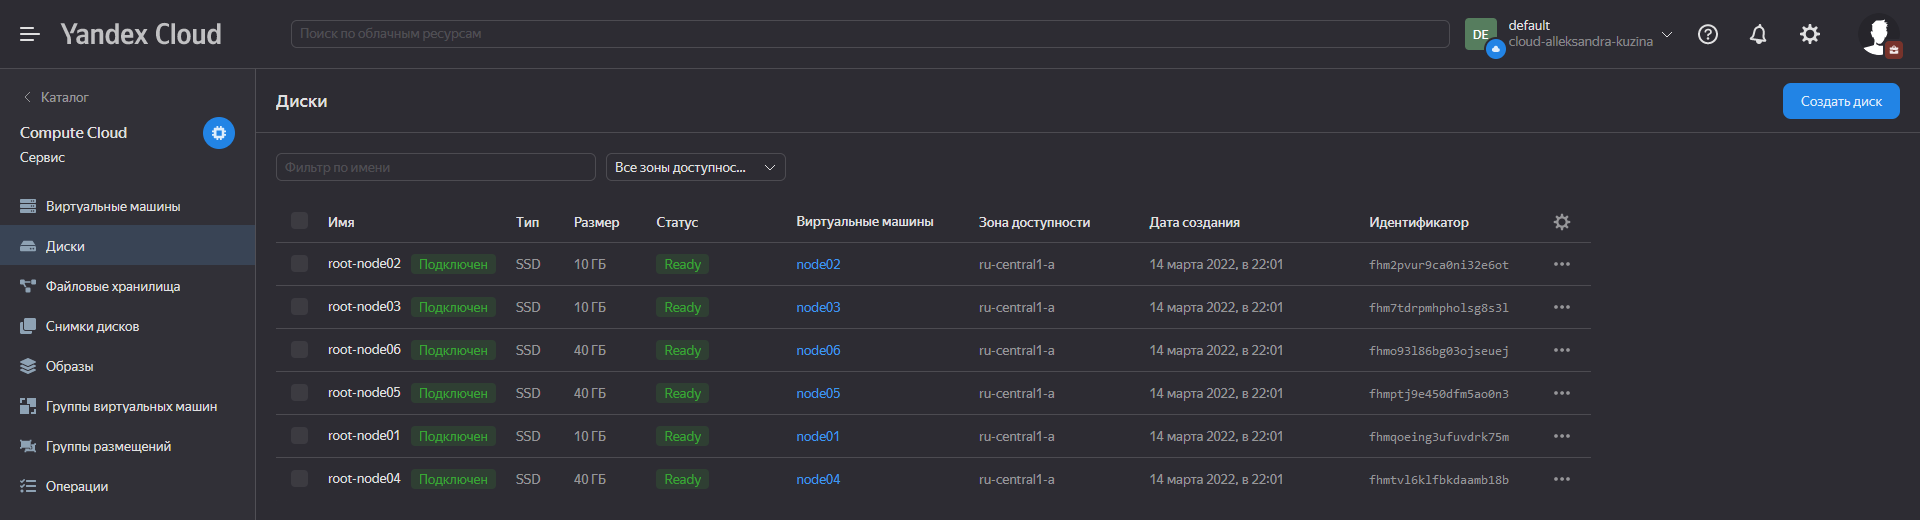 Yandex Cloud
Поиск по облачным ресурсам
DE
default
cloud-alleksandra-kuzina
Каталог
Compute Cloud
Сервис
Виртуальные машины
Диски
Файловые хранилища
Снимки дисков
Образы
Группы виртуальных машин
Группы размещений
Операции
Диски
Создать диск
Фильтр по имени
Все зоны доступнос...
Имя Тип Размер Статус Виртуальные машины Зона доступности Дата создания Идентификатор
root-node02 Подключен SSD 10 ГБ Ready node02 ru-central1-a 14 марта 2022, в 22:01 fhm2pvur9ca0ni32e6ot
root-node03 Подключен SSD 10 ГБ Ready node03 ru-central1-a 14 марта 2022, в 22:01 fhm7tdrpmhpholsg8s3l
root-node06 Подключен SSD 40 ГБ Ready node06 ru-central1-a 14 марта 2022, в 22:01 fhmo93l86bg03ojseuej
root-node05 Подключен SSD 40 ГБ Ready node05 ru-central1-a 14 марта 2022, в 22:01 fhmptj9e450dfm5ao0n3
root-node01 Подключен SSD 10 ГБ Ready node01 ru-central1-a 14 марта 2022, в 22:01 fhmqoeing3ufuvdrk75m
root-node04 Подключен SSD 40 ГБ Ready node04 ru-central1-a 14 марта 2022, в 22:01 fhmtvl6klfbkdaamb18b